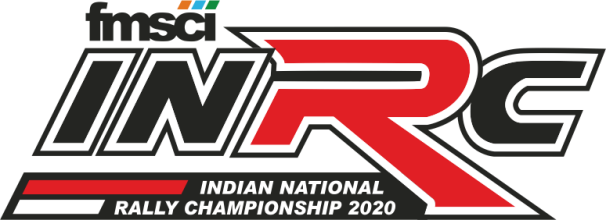 fmsci
INRC
INDIAN NATIONAL
RALLY CHAMPIONSHIP 2020